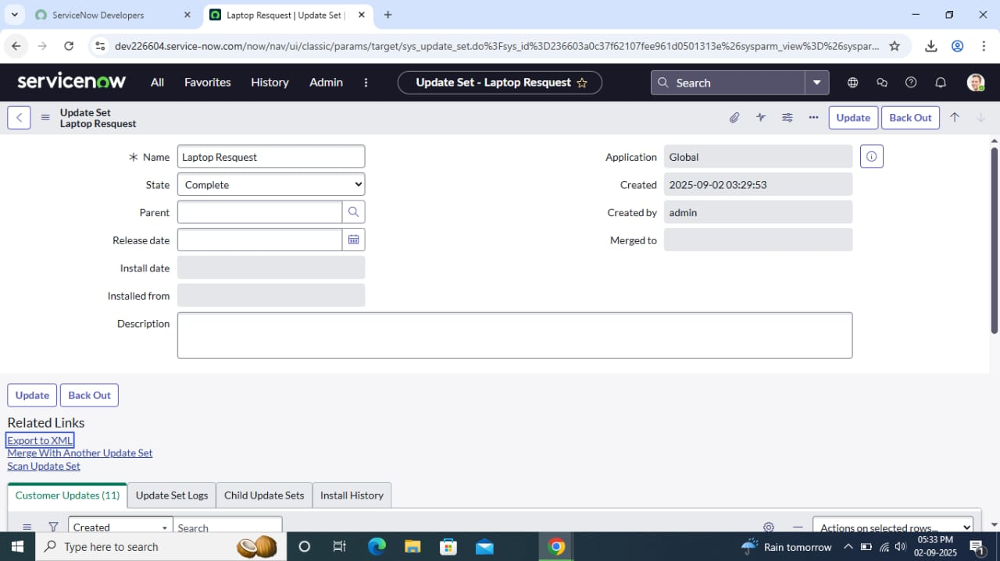 ServiceNow Developers
Laptop Resquest | Update Set |
dev226604.service-now.com/now/nav/ui/classic/params/target/sys_update_set.do%3Fsys_id%3D236603a0c37f62107fee961d0501313e%26sysparm_view%3D%26syspar...
servicenow
All
Favorites
History
Admin
Update Set - Laptop Resquest
Search
Update Set
Laptop Resquest
Update
Back Out
Name
Laptop Resquest
Application
Global
State
Complete
Created
2025-09-02 03:29:53
Parent
Created by
admin
Release date
Merged to
Install date
Installed from
Description
Update
Back Out
Related Links
Export to XML
Merge With Another Update Set
Scan Update Set
Customer Updates (11)
Update Set Logs
Child Update Sets
Install History
Created
Search
Actions on selected rows...
Type here to search
Rain tomorrow
05:33 PM
02-09-2025
1